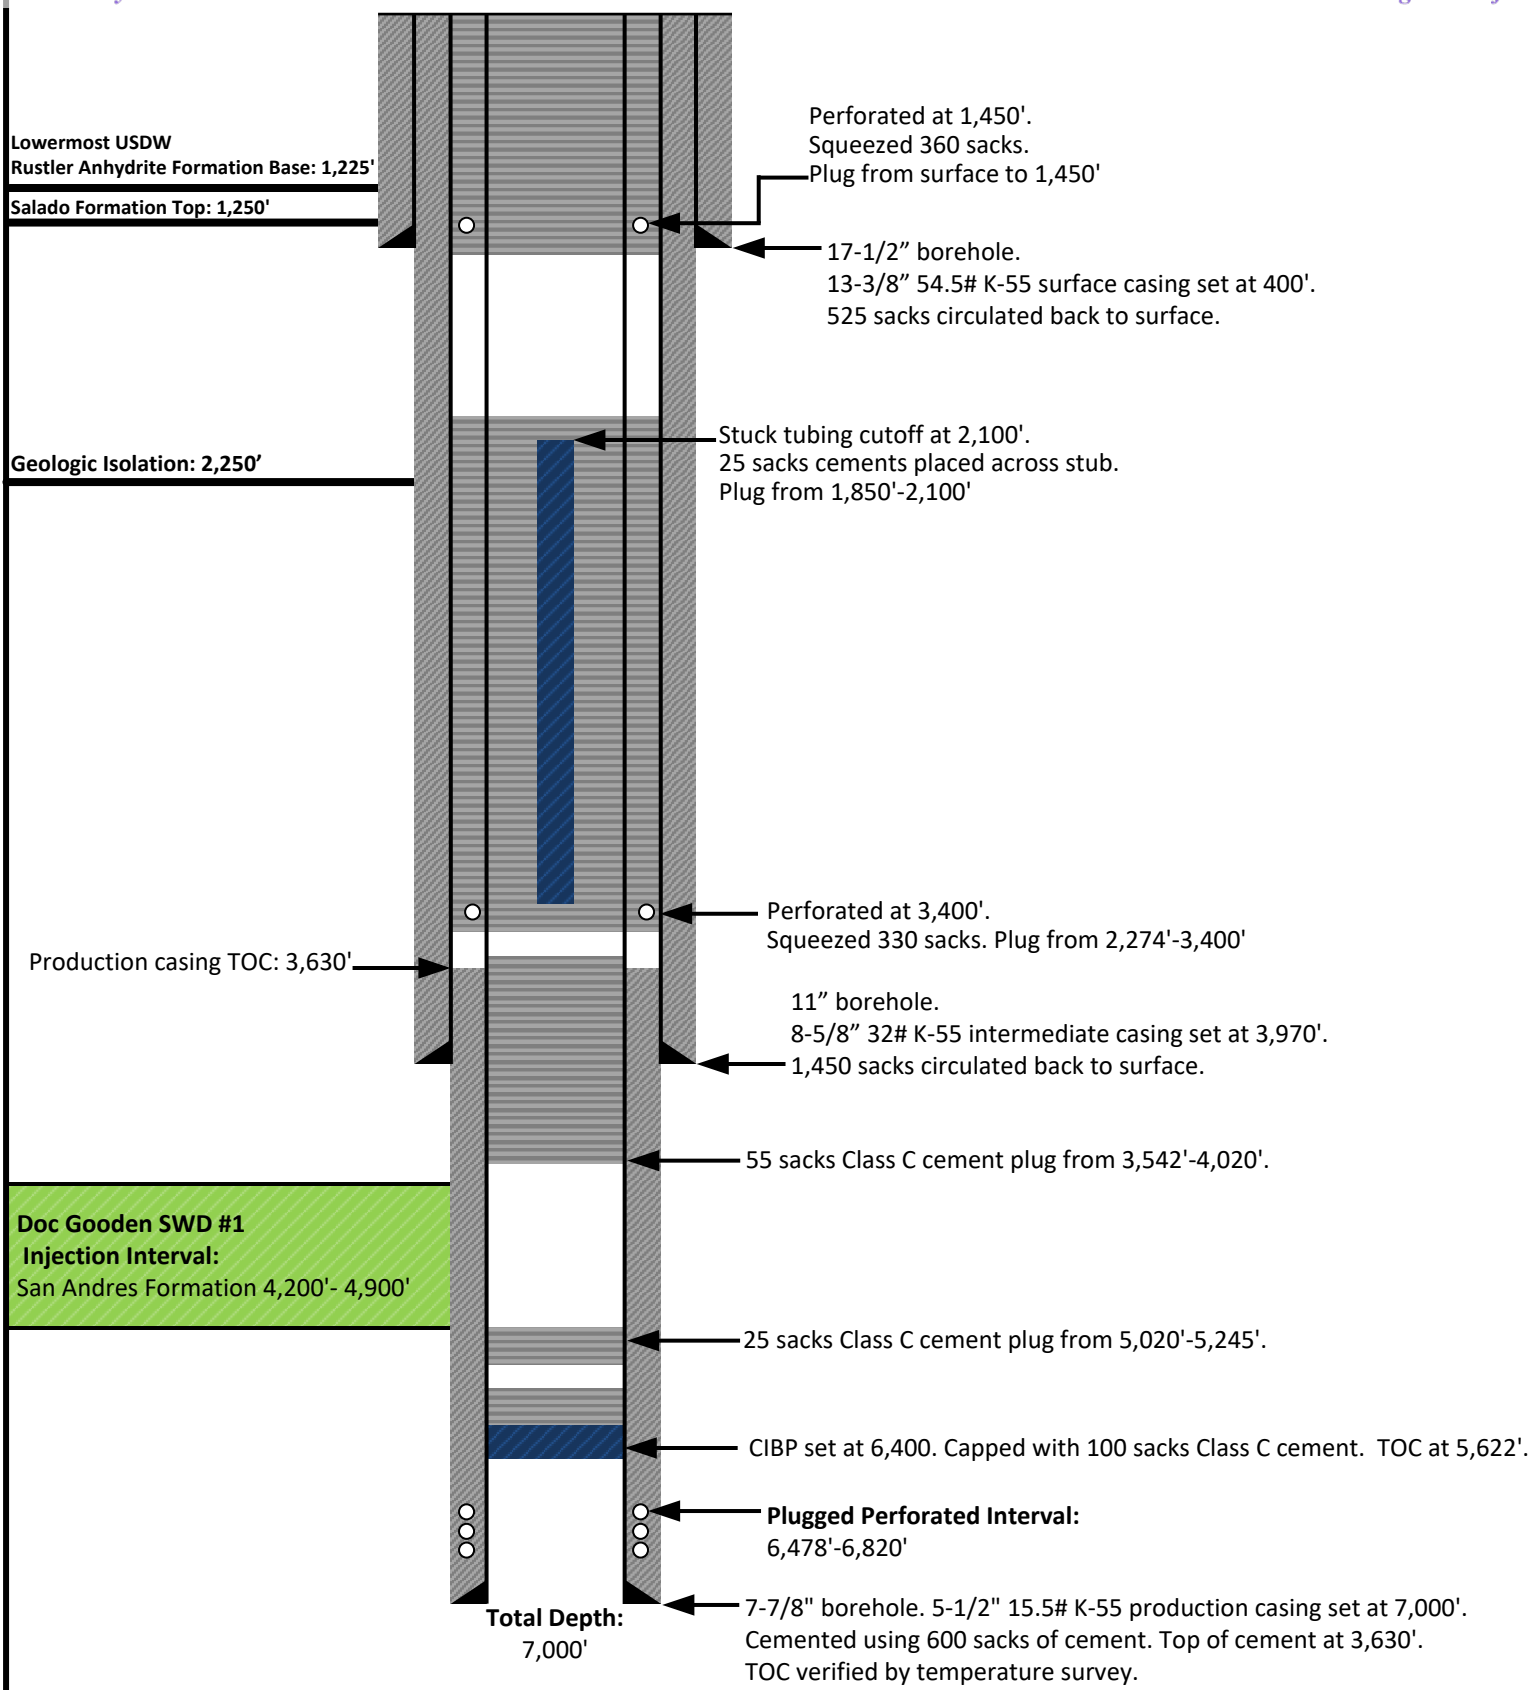 Perforated at 1,450'.
Squeezed 360 sacks.
Plug from surface to 1,450'
Lowermost USDW
Rustler Anhydrite Formation Base: 1,225'
Salado Formation Top: 1,250'
17-1/2” borehole.
13-3/8” 54.5# K-55 surface casing set at 400'.
525 sacks circulated back to surface.
Stuck tubing cutoff at 2,100'.
25 sacks cements placed across stub.
Plug from 1,850'-2,100'
Geologic Isolation: 2,250’
Perforated at 3,400'.
Squeezed 330 sacks. Plug from 2,274'-3,400'
Production casing TOC: 3,630'
11” borehole.
8-5/8” 32# K-55 intermediate casing set at 3,970'.
1,450 sacks circulated back to surface.
55 sacks Class C cement plug from 3,542'-4,020'.
Doc Gooden SWD #1
Injection Interval:
San Andres Formation 4,200'- 4,900'
25 sacks Class C cement plug from 5,020'-5,245'.
CIBP set at 6,400. Capped with 100 sacks Class C cement.  TOC at 5,622'.
Plugged Perforated Interval:
6,478'-6,820'
Total Depth:
7,000'
7-7/8" borehole. 5-1/2" 15.5# K-55 production casing set at 7,000'.
Cemented using 600 sacks of cement. Top of cement at 3,630'.
TOC verified by temperature survey.